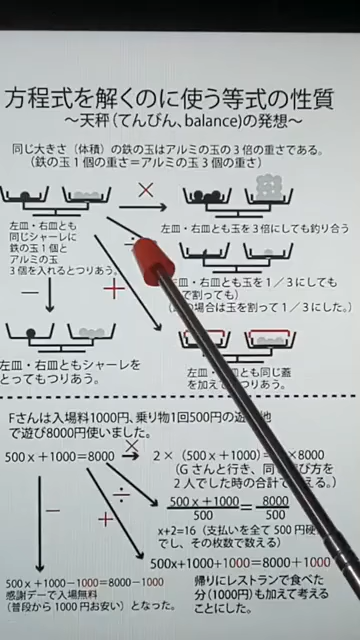 方程式を解くのに使う等式の性質
～天秤(てんびん、balance)の発想～
同じ大きさ（体積）の鉄の玉はアルミの玉の3倍の重さである。
（鉄の玉1個の重さ＝アルミの玉3個の重さ）
×
左皿・右皿とも
同じシャーレに
鉄の玉1個と
アルミの玉
3個を入れるとつりあう。
左皿・右皿とも玉を3倍にしても釣り合う
÷
左皿・右皿とも玉を1／3にしても
で割っても）
の場合は玉を割って1／3にした。）
−
＋
左皿・右皿ともシャーレを
とってもつりあう。
左皿・右皿とも同じ蓋
を加えてもつりあう。
Fさんは入場料1000円、乗り物1回500円の遊 地
で遊び8000円使いました。
500x＋1000＝8000
×
2×（500x＋1000）＝ ×8000
（Gさんと行き、同 び方を
2人でした時の合計で える。）
÷
500x＋1000/500＝8000/500
x+2=16（支払いを全て500円硬
でし、その枚数で数える）
−
＋
500x＋1000＋1000＝8000＋1000
帰りにレストランで食べた
分（1000円）も加えて考える
ことにした。
500x＋1000−1000＝8000−1000
感謝デーで入場無料
（普段から1000円お安い）となった。